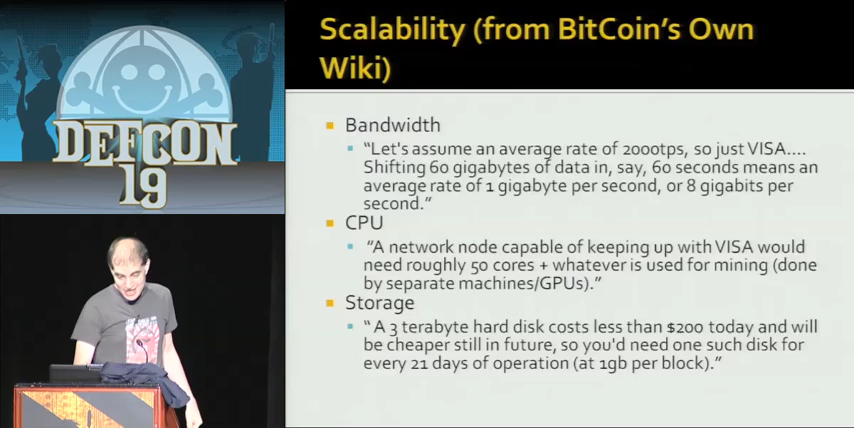 DEFCON
19
Scalability (from BitCoin's Own
Wiki)
Bandwidth
"Let's assume an average rate of 2000tps, so just VISA….
Shifting 60 gigabytes of data in, say, 60 seconds means an
average rate of 1 gigabyte per second, or 8 gigabits per
second."
CPU
"A network node capable of keeping up with VISA would
need roughly 50 cores + whatever is used for mining (done
by separate machines/GPUs)."
Storage
" A 3 terabyte hard disk costs less than $200 today and will
be cheaper still in future, so you'd need one such disk for
every 21 days of operation (at 1gb per block)."